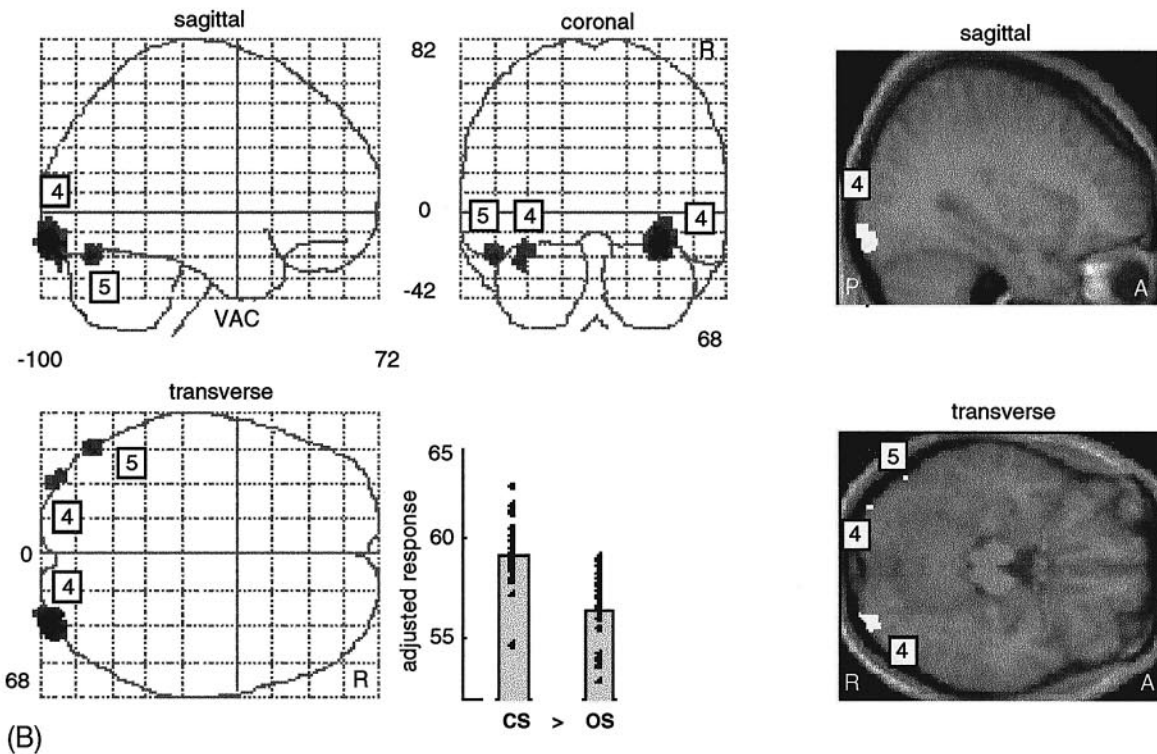 sagittal
coronal
sagittal
82
R
4
5
4
4
0
4
5
-42
VAC
P
A
68
-100
72
transverse
transverse
5
4
0
4
68
R
adjusted response
65
60
55
CS > OS
5
4
4
R
A
(B)